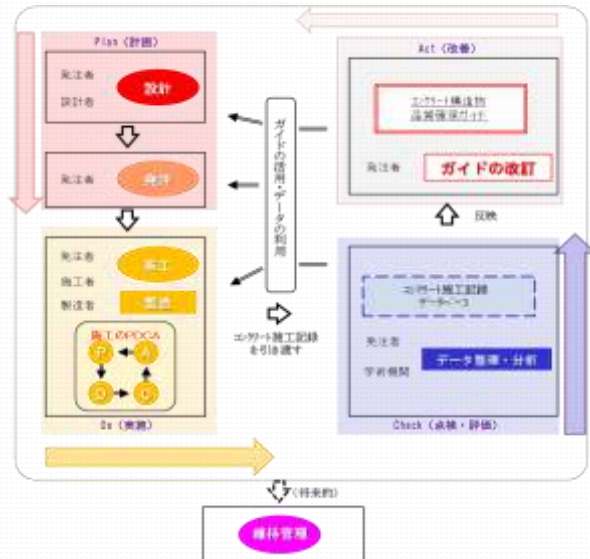 Plan（計画）
発注者
設計者
設計
発注者
発注
発注者
施工者
製造者
施工
製造
施工のPDCA
P
A
D
C
Do（実施）
ガイドの活用・データの利用
コンクリート施工記録
を引き渡す
Act（改善）
コンクリート構造物
品質確保ガイド
発注者
ガイドの改訂
反映
コンクリート施工記録
データベース
発注者
学術機関
データ整理・分析
Check（点検・評価）
（将来的）
維持管理